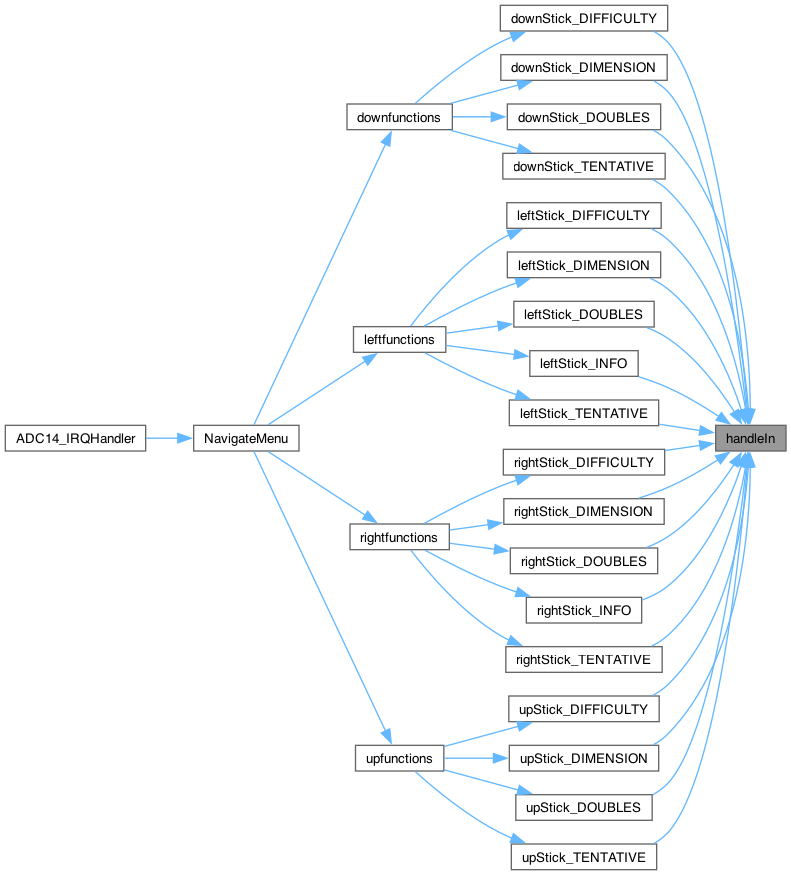 downStick_DIFFICULTY
downStick_DIMENSION
downfunctions
downStick_DOUBLES
downStick_TENTATIVE
leftStick_DIFFICULTY
leftStick_DIMENSION
leftStick_DOUBLES
leftfunctions
leftStick_INFO
leftStick_TENTATIVE
ADC14_IRQHandler
NavigateMenu
handleIn
rightStick_DIFFICULTY
rightStick_DIMENSION
rightfunctions
rightStick_DOUBLES
rightStick_INFO
rightStick_TENTATIVE
upStick_DIFFICULTY
upfunctions
upStick_DIMENSION
upStick_DOUBLES
upStick_TENTATIVE